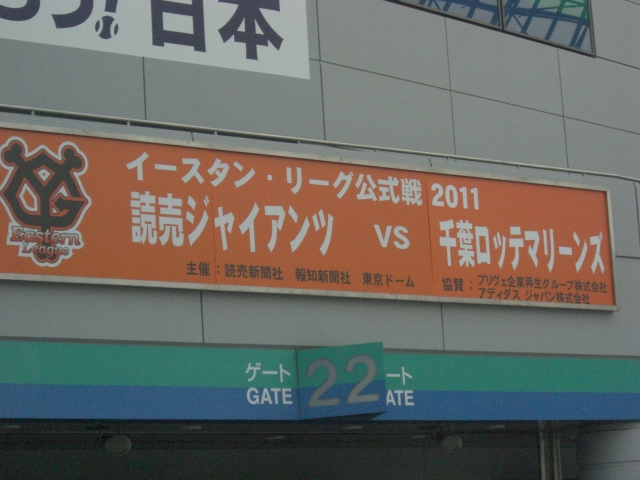 日本
イースタン・リーグ公式戦 2011
読売ジャイアンツ vs 千葉ロッテマリーンズ
Eastern
League
主催：読売新聞社 報知新聞社 東京ドーム
協賛：プリヴェ企業再生グループ株式会社
アディダス ジャパン株式会社
ゲート 22 ート
GATE ATE